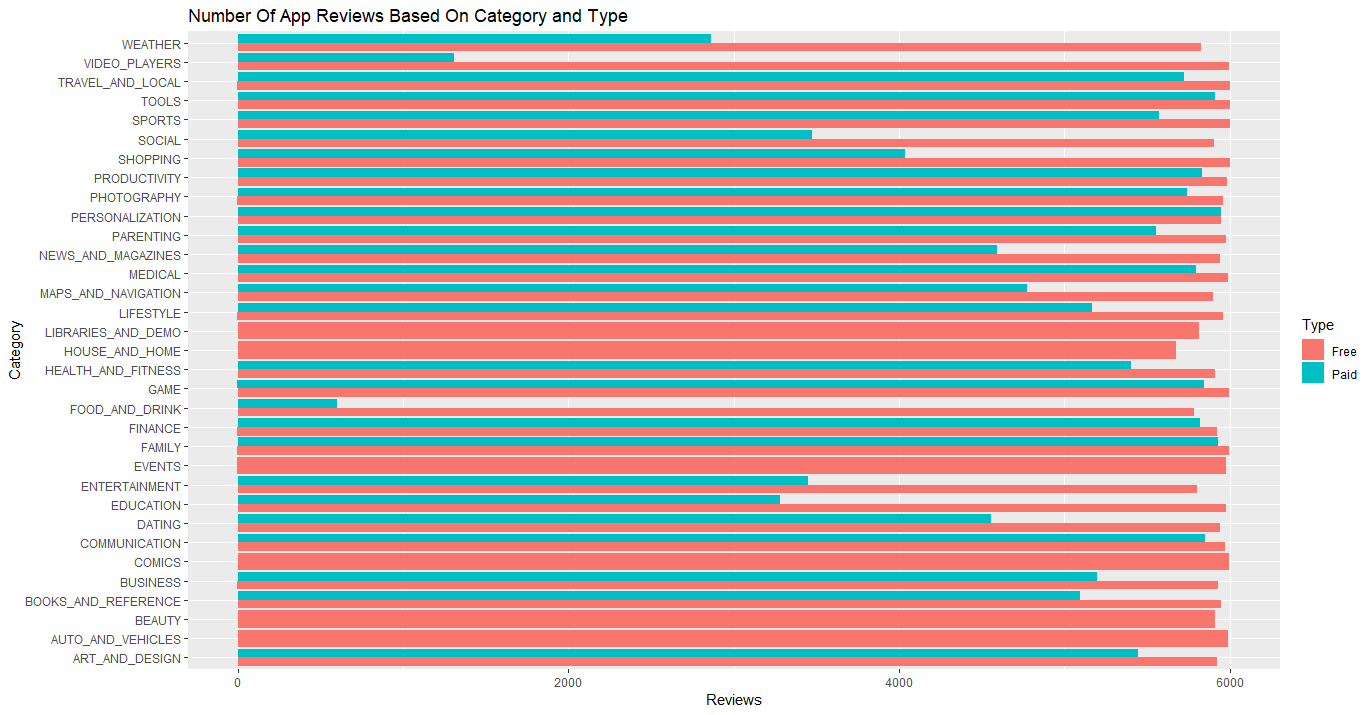 Number Of App Reviews Based On Category and Type
WEATHER
VIDEO_PLAYERS
TRAVEL_AND_LOCAL
TOOLS
SPORTS
SOCIAL
SHOPPING
PRODUCTIVITY
PHOTOGRAPHY
PERSONALIZATION
PARENTING
NEWS_AND_MAGAZINES
MEDICAL
MAPS_AND_NAVIGATION
LIFESTYLE
LIBRARIES_AND_DEMO
HOUSE_AND_HOME
HEALTH_AND_FITNESS
GAME
FOOD_AND_DRINK
FINANCE
FAMILY
EVENTS
ENTERTAINMENT
EDUCATION
DATING
COMMUNICATION
COMICS
BUSINESS
BOOKS_AND_REFERENCE
BEAUTY
AUTO_AND_VEHICLES
ART_AND_DESIGN
Category
0 2000 4000 6000
Reviews
Type
Free
Paid